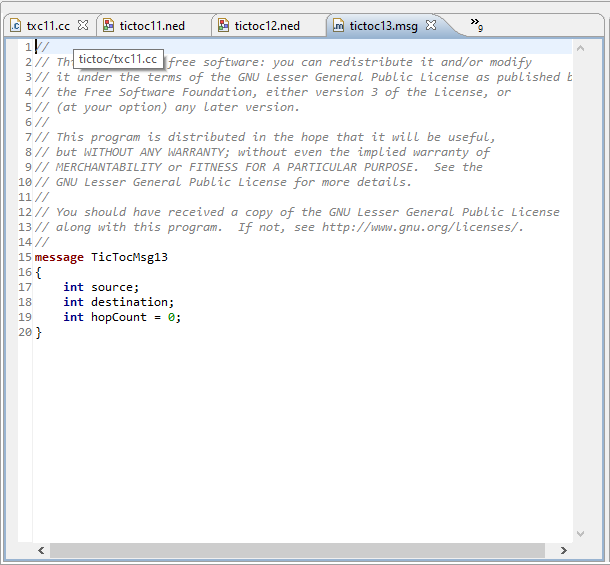 txc11.cc
tictoc11.ned
tictoc12.ned
tictoc13.msg
»9
1 //
tictoc/txc11.cc
2 // Th free software: you can redistribute it and/or modify
3 // it under the terms of the GNU Lesser General Public License as published b
4 // the Free Software Foundation, either version 3 of the License, or
5 // (at your option) any later version.
6 //
7 // This program is distributed in the hope that it will be useful,
8 // but WITHOUT ANY WARRANTY; without even the implied warranty of
9 // MERCHANTABILITY or FITNESS FOR A PARTICULAR PURPOSE.  See the
10 // GNU Lesser General Public License for more details.
11 //
12 // You should have received a copy of the GNU Lesser General Public License
13 // along with this program.  If not, see http://www.gnu.org/licenses/.
14 //
15 message TicTocMsg13
16 {
17     int source;
18     int destination;
19     int hopCount = 0;
20 }